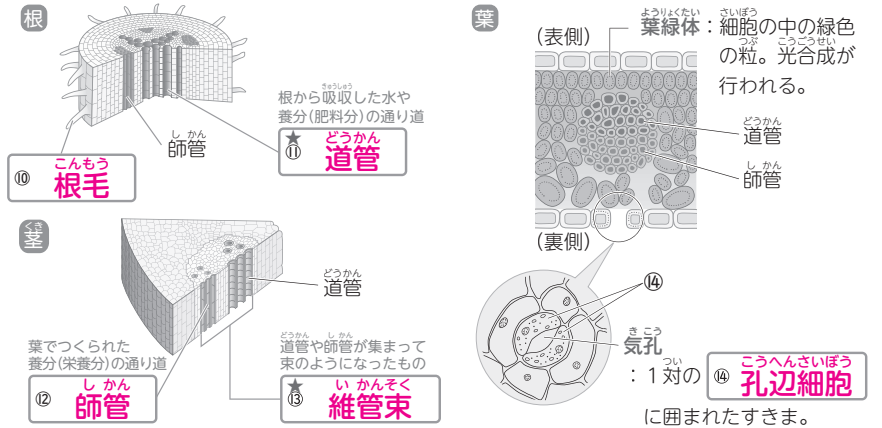 根
根から吸収した水や
養分(肥料分)の通り道
師管
⑪ 道管
⑩ 根毛
茎
道管
葉でつくられた
養分(栄養分)の通り道
⑫ 師管
道管や師管が集まって
束のようになったもの
⑬ 維管束
葉
(表側)
葉緑体：細胞の中の緑色
の粒。光合成が
行われる。
道管
師管
(裏側)
⑭
気孔
：1対の ⑭ 孔辺細胞
に囲まれたすきま。